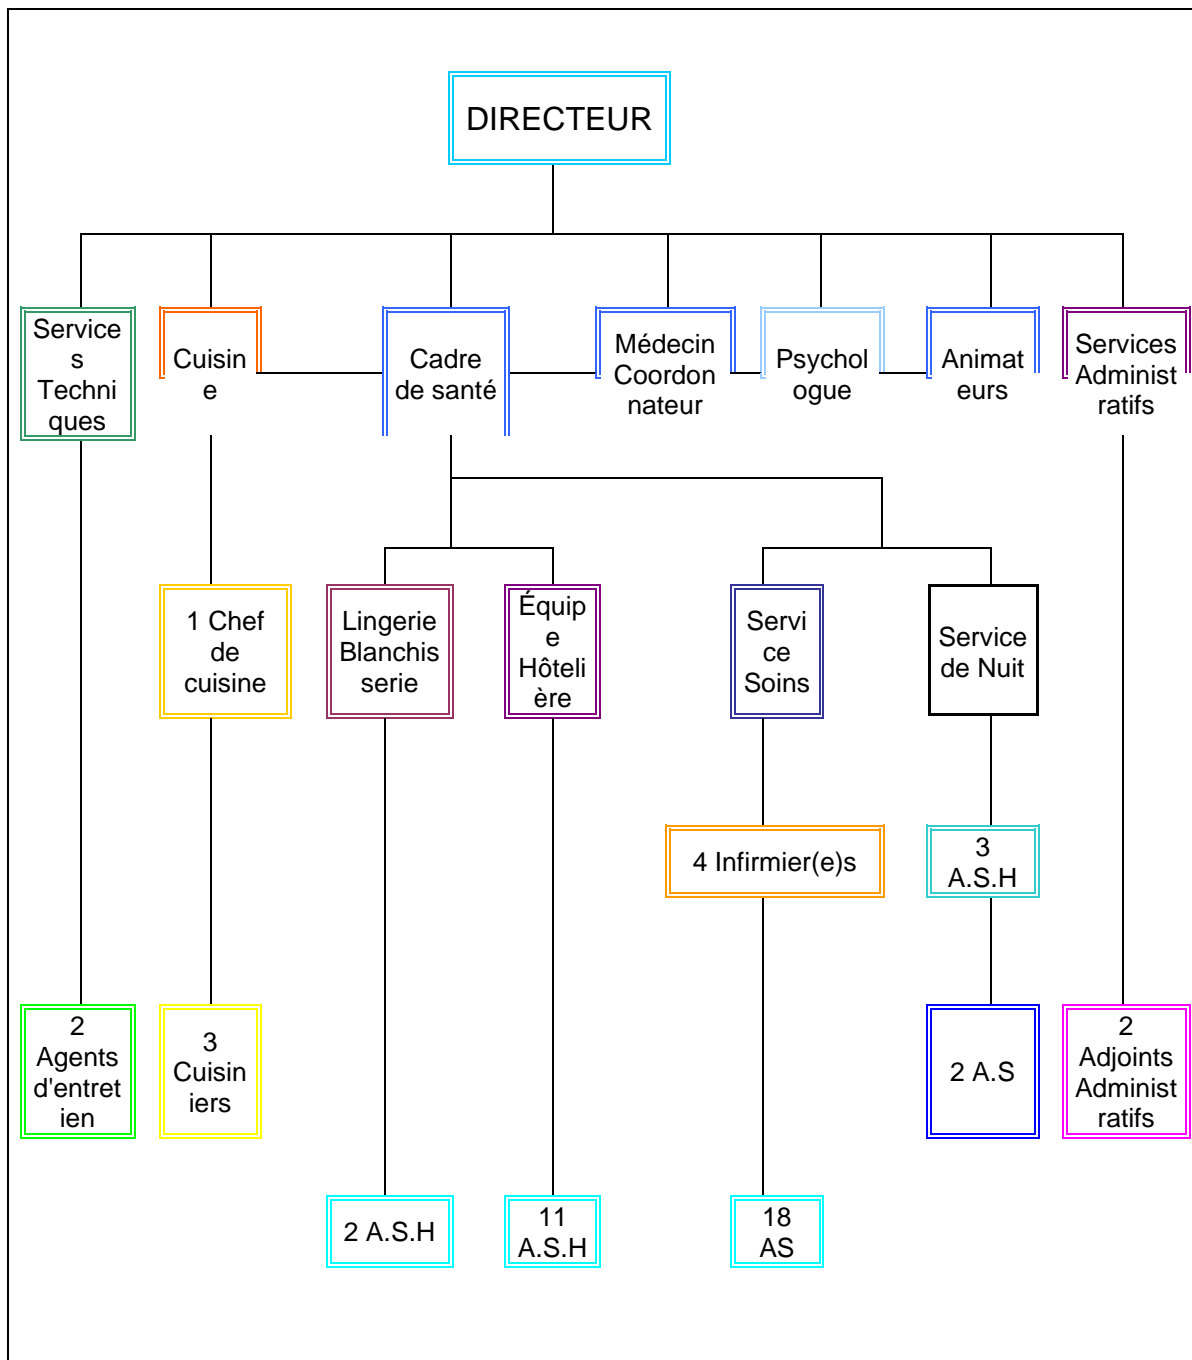 DIRECTEUR
Service
s
Techni
ques
Cuisin
e
Cadre
de santé
Médecin
Coordon
nateur
Psychol
ogue
Animat
eurs
Services
Administ
ratifs
1 Chef
de
cuisine
Lingerie
Blanchis
serie
Équip
e
Hôteli
ère
Servi
ce
Soins
Service
de Nuit
4 Infirmier(e)s
3
A.S.H
2
Agents
d'entret
ien
3
Cuisin
iers
2 A.S
2
Adjoints
Administ
ratifs
2 A.S.H
11
A.S.H
18
AS